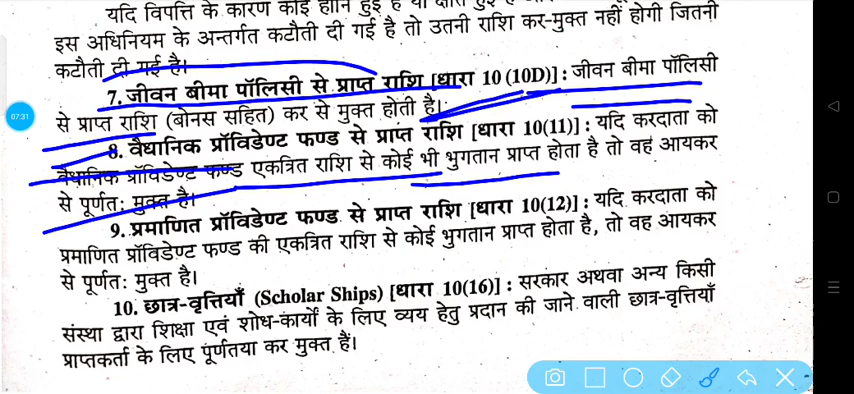 यदि विपत्ति के कारण कोई हानि हुई है या
इस अधिनियम के अन्तर्गत कटौती दी गई है तो उतनी राशि कर-मुक्त नहीं होगी जितनी
कटौती दी गई है।
7. जीवन बीमा पॉलिसी से प्राप्त राशि [धारा 10 (10D)] : जीवन बीमा पॉलिसी
से प्राप्त राशि (बोनस सहित) कर से मुक्त होती है।
07:31
8. वैधानिक प्रॉविडेण्ट फण्ड से प्राप्त राशि [धारा 10(11)] : यदि करदाता को
वैधानिक प्रॉविडेण्ट फण्ड एकत्रित राशि से कोई भी भुगतान प्राप्त होता है तो वह आयकर
से पूर्णत: मुक्त है।
9. प्रमाणित प्रॉविडेण्ट फण्ड से प्राप्त राशि [धारा 10(12)] : यदि करदाता को
प्रमाणित प्रॉविडेण्ट फण्ड की एकत्रित राशि से कोई भुगतान प्राप्त होता है, तो वह आयकर
से पूर्णत: मुक्त है।
10. छात्र-वृत्तियाँ (Scholar Ships) [धारा 10(16)] : सरकार अथवा अन्य किसी
संस्था द्वारा शिक्षा एवं शोध-कार्यों के लिए व्यय हेतु प्रदान की जाने वाली छात्र-वृत्तियाँ
प्राप्तकर्ता के लिए पूर्णतया कर मुक्त हैं।